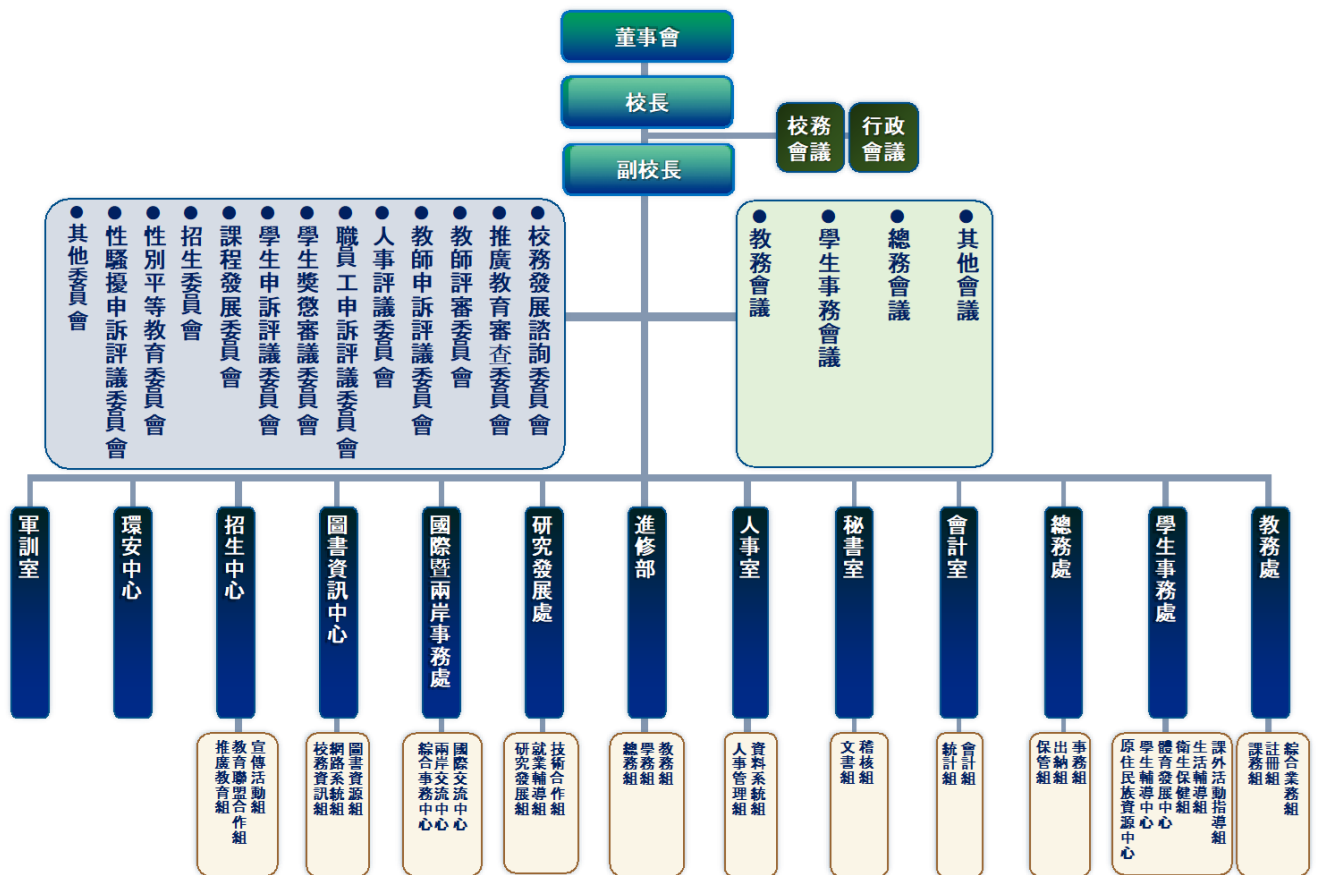 董事會
校長
校務
會議
行政
會議
副校長
● 校務發展諮詢委員會
● 推廣教育審查委員會
● 教師評審委員會
● 教師申訴評議委員會
● 人事評議委員會
● 職員工申訴評議委員會
● 學生獎懲審議委員會
● 學生申訴評議委員會
● 課程發展委員會
● 招生委員會
● 性別平等教育委員會
● 性騷擾申訴評議委員會
● 其他委員會
● 教務會議
● 學生事務會議
● 總務會議
● 其他會議
教務處
學生事務處
總務處
會計室
秘書室
人事室
進修部
研究發展處
國際暨兩岸事務處
圖書資訊中心
招生中心
環安中心
軍訓室
綜合業務組
註冊組
課務組
課外活動指導組
生活輔導組
衛生保健組
體育發展中心
學生輔導中心
原住民族資源中心
事務組
出納組
保管組
會計組
統計組
稽核組
文書組
資料系統組
人事管理組
教務組
學務組
總務組
技術合作組
就業輔導組
研究發展組
國際交流中心
兩岸交流中心
綜合事務中心
圖書資源組
網路系統組
校務資訊組
宣傳活動組
教育聯盟合作組
推廣教育組